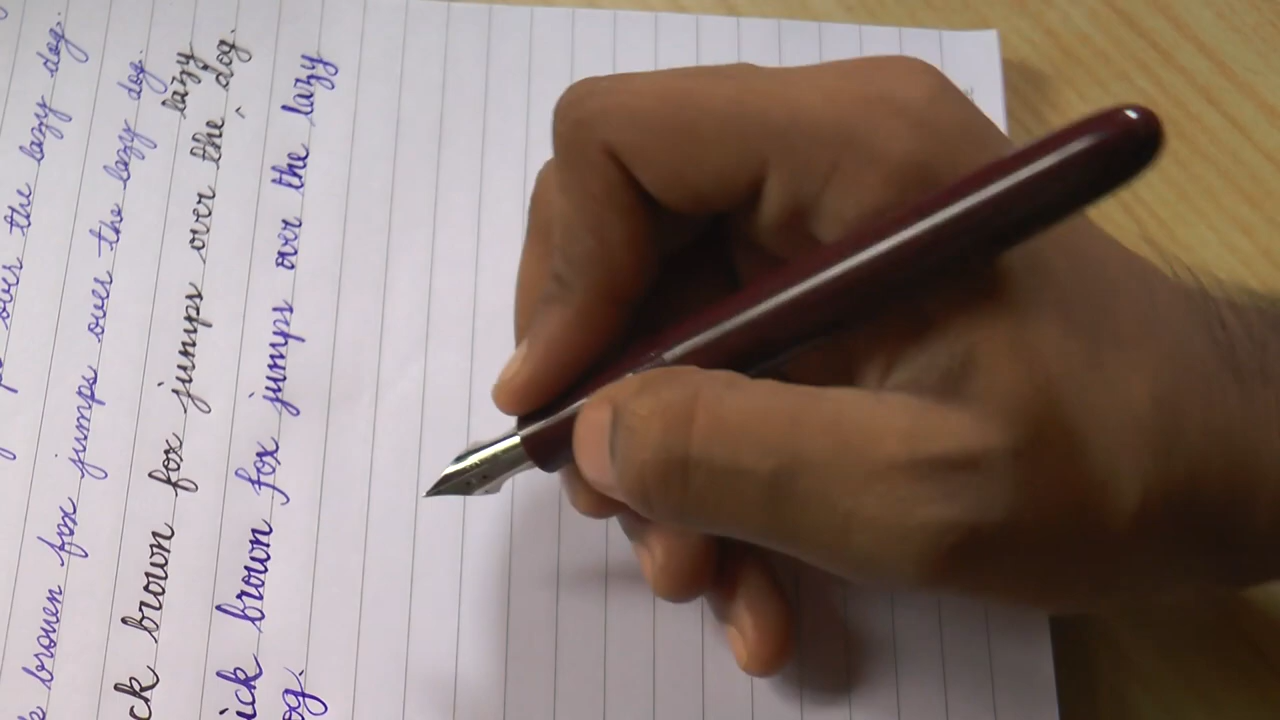 over the lazy dog.
brown fox jumps over the lazy dog.
lazy
ck brown fox jumps over the ^ dog.
ick brown fox jumps over the lazy
og.